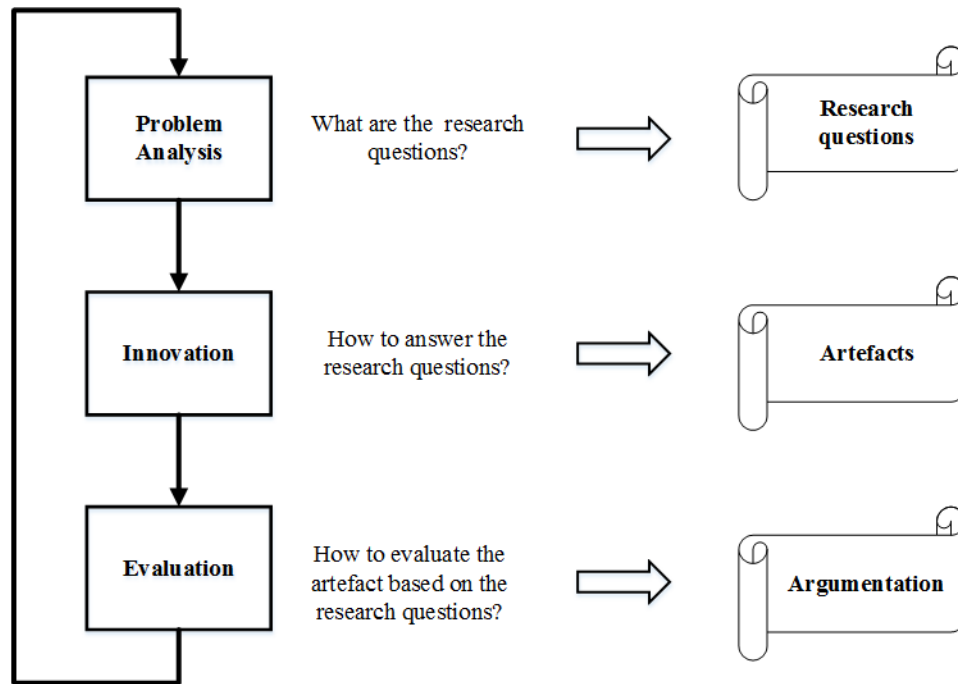 Problem
Analysis
What are the research
questions?
Research
questions
Innovation
How to answer the
research questions?
Artefacts
Evaluation
How to evaluate the
artefact based on the
research questions?
Argumentation